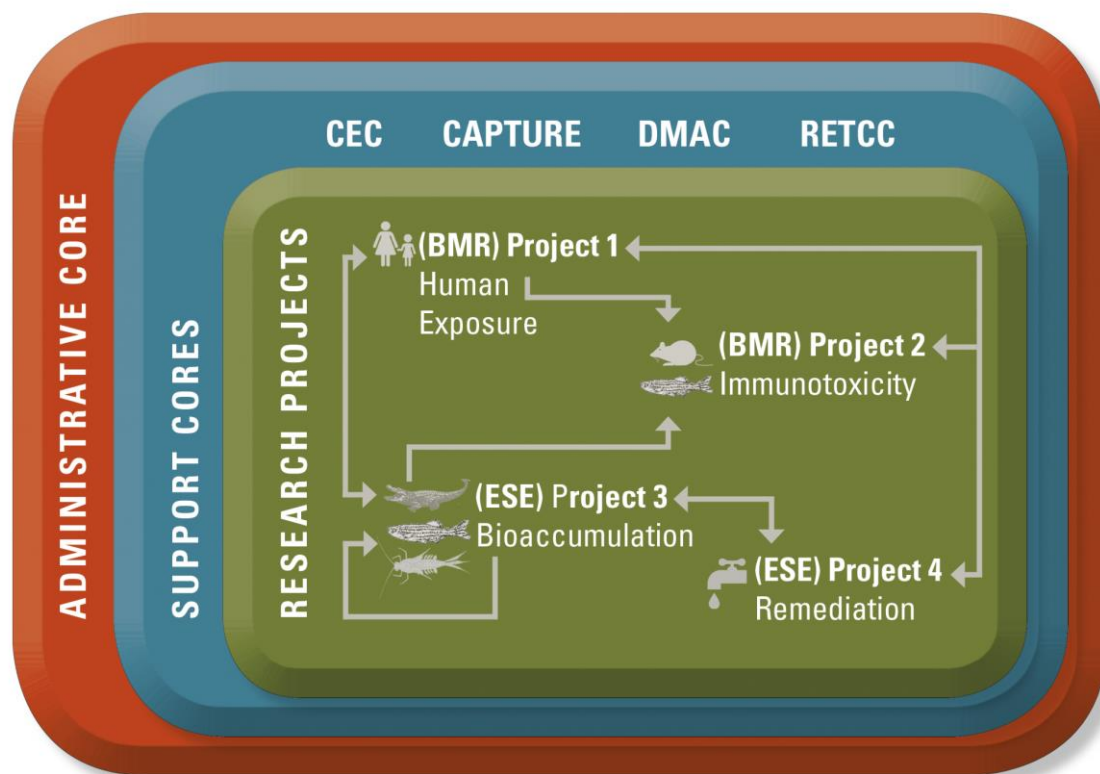 ADMINISTRATIVE CORE
SUPPORT CORES
CEC CAPTURE DMAC RETCC
RESEARCH PROJECTS
(BMR) Project 1
Human
Exposure
(BMR) Project 2
Immunotoxicity
(ESE) Project 3
Bioaccumulation
(ESE) Project 4
Remediation